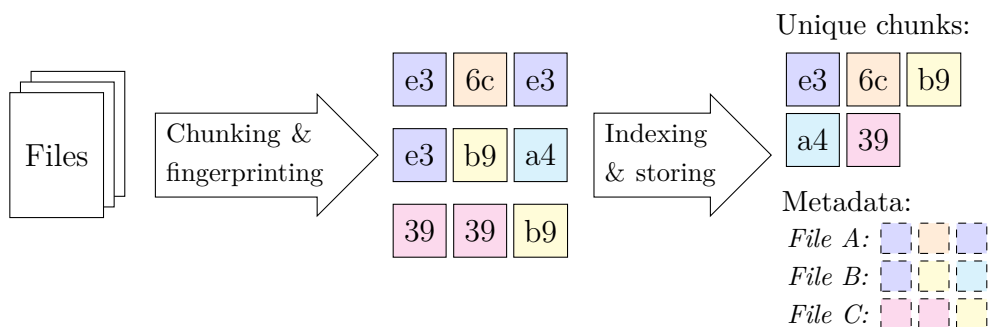 Files
Chunking &
fingerprinting
e3 6c e3
e3 b9 a4
39 39 b9
Indexing
& storing
Unique chunks:
e3 6c b9
a4 39
Metadata:
File A:
File B:
File C: